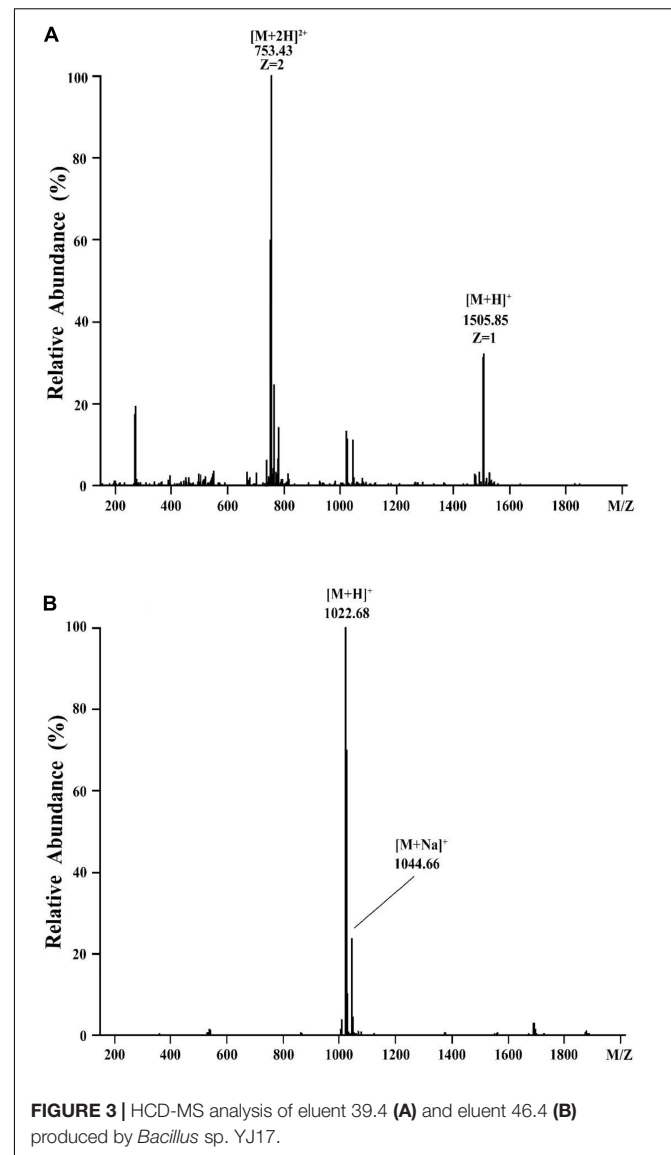 A
[M+2H]²⁺
753.43
Z=2
100
80
60
40
20
0
Relative Abundance (%)
[M+H]⁺
1505.85
Z=1
200 400 600 800 1000 1200 1400 1600 1800 M/Z
B
[M+H]⁺
1022.68
100
80
60
40
20
0
Relative Abundance (%)
[M+Na]⁺
1044.66
200 400 600 800 1000 1200 1400 1600 1800 M/Z
FIGURE 3 | HCD-MS analysis of eluent 39.4 (A) and eluent 46.4 (B)
produced by Bacillus sp. YJ17.